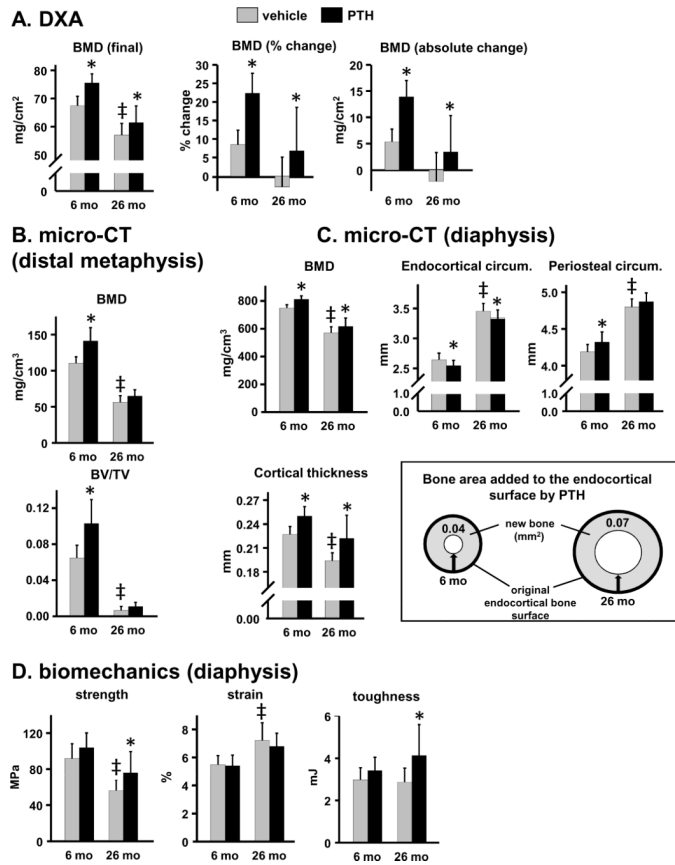 A. DXA
vehicle PTH
BMD (final)
mg/cm2
70
60
50
0
*
‡
*
6 mo 26 mo
BMD (% change)
% change
30
25
20
15
10
5
0
*
*
6 mo 26 mo
BMD (absolute change)
mg/cm2
20
15
10
5
0
*
*
6 mo 26 mo
B. micro-CT
(distal metaphysis)
BMD
mg/cm3
150
100
50
0
*
‡
6 mo 26 mo
BV/TV
0.12
0.08
0.04
0.00
*
‡
6 mo 26 mo
C. micro-CT (diaphysis)
BMD
mg/cm3
800
600
400
200
0
*
‡
*
6 mo 26 mo
Endocortical circum.
mm
3.5
3.0
2.5
1.0
0.0
*
‡
*
6 mo 26 mo
Periosteal circum.
mm
5.0
4.5
4.0
1.0
0.0
*
‡
6 mo 26 mo
Cortical thickness
mm
0.27
0.24
0.21
0.18
0.00
*
‡
*
6 mo 26 mo
Bone area added to the endocortical
surface by PTH
0.04
0.07
new bone
(mm2)
6 mo
original
endocortical bone
surface
26 mo
D. biomechanics (diaphysis)
strength
MPa
120
80
40
0
‡
*
6 mo 26 mo
strain
%
8
6
4
2
0
‡
6 mo 26 mo
toughness
mJ
6
4
2
0
*
6 mo 26 mo